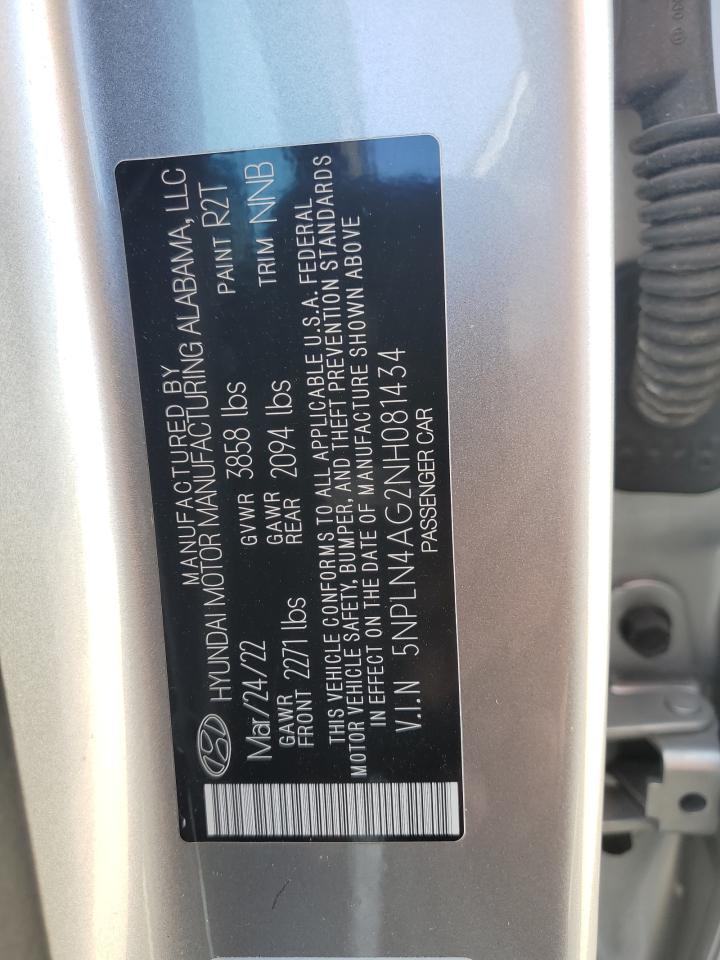 MANUFACTURED BY
HYUNDAI MOTOR MANUFACTURING ALABAMA, LLC
Mar/24/22 GVWR 3858 lbs PAINT R2T
GAWR FRONT 2271 lbs GAWR REAR 2094 lbs TRIM NNB
THIS VEHICLE CONFORMS TO ALL APPLICABLE U.S.A. FEDERAL
MOTOR VEHICLE SAFETY, BUMPER, AND THEFT PREVENTION STANDARDS
IN EFFECT ON THE DATE OF MANUFACTURE SHOWN ABOVE
V.I.N 5NPLN4AG2NH081434
PASSENGER CAR